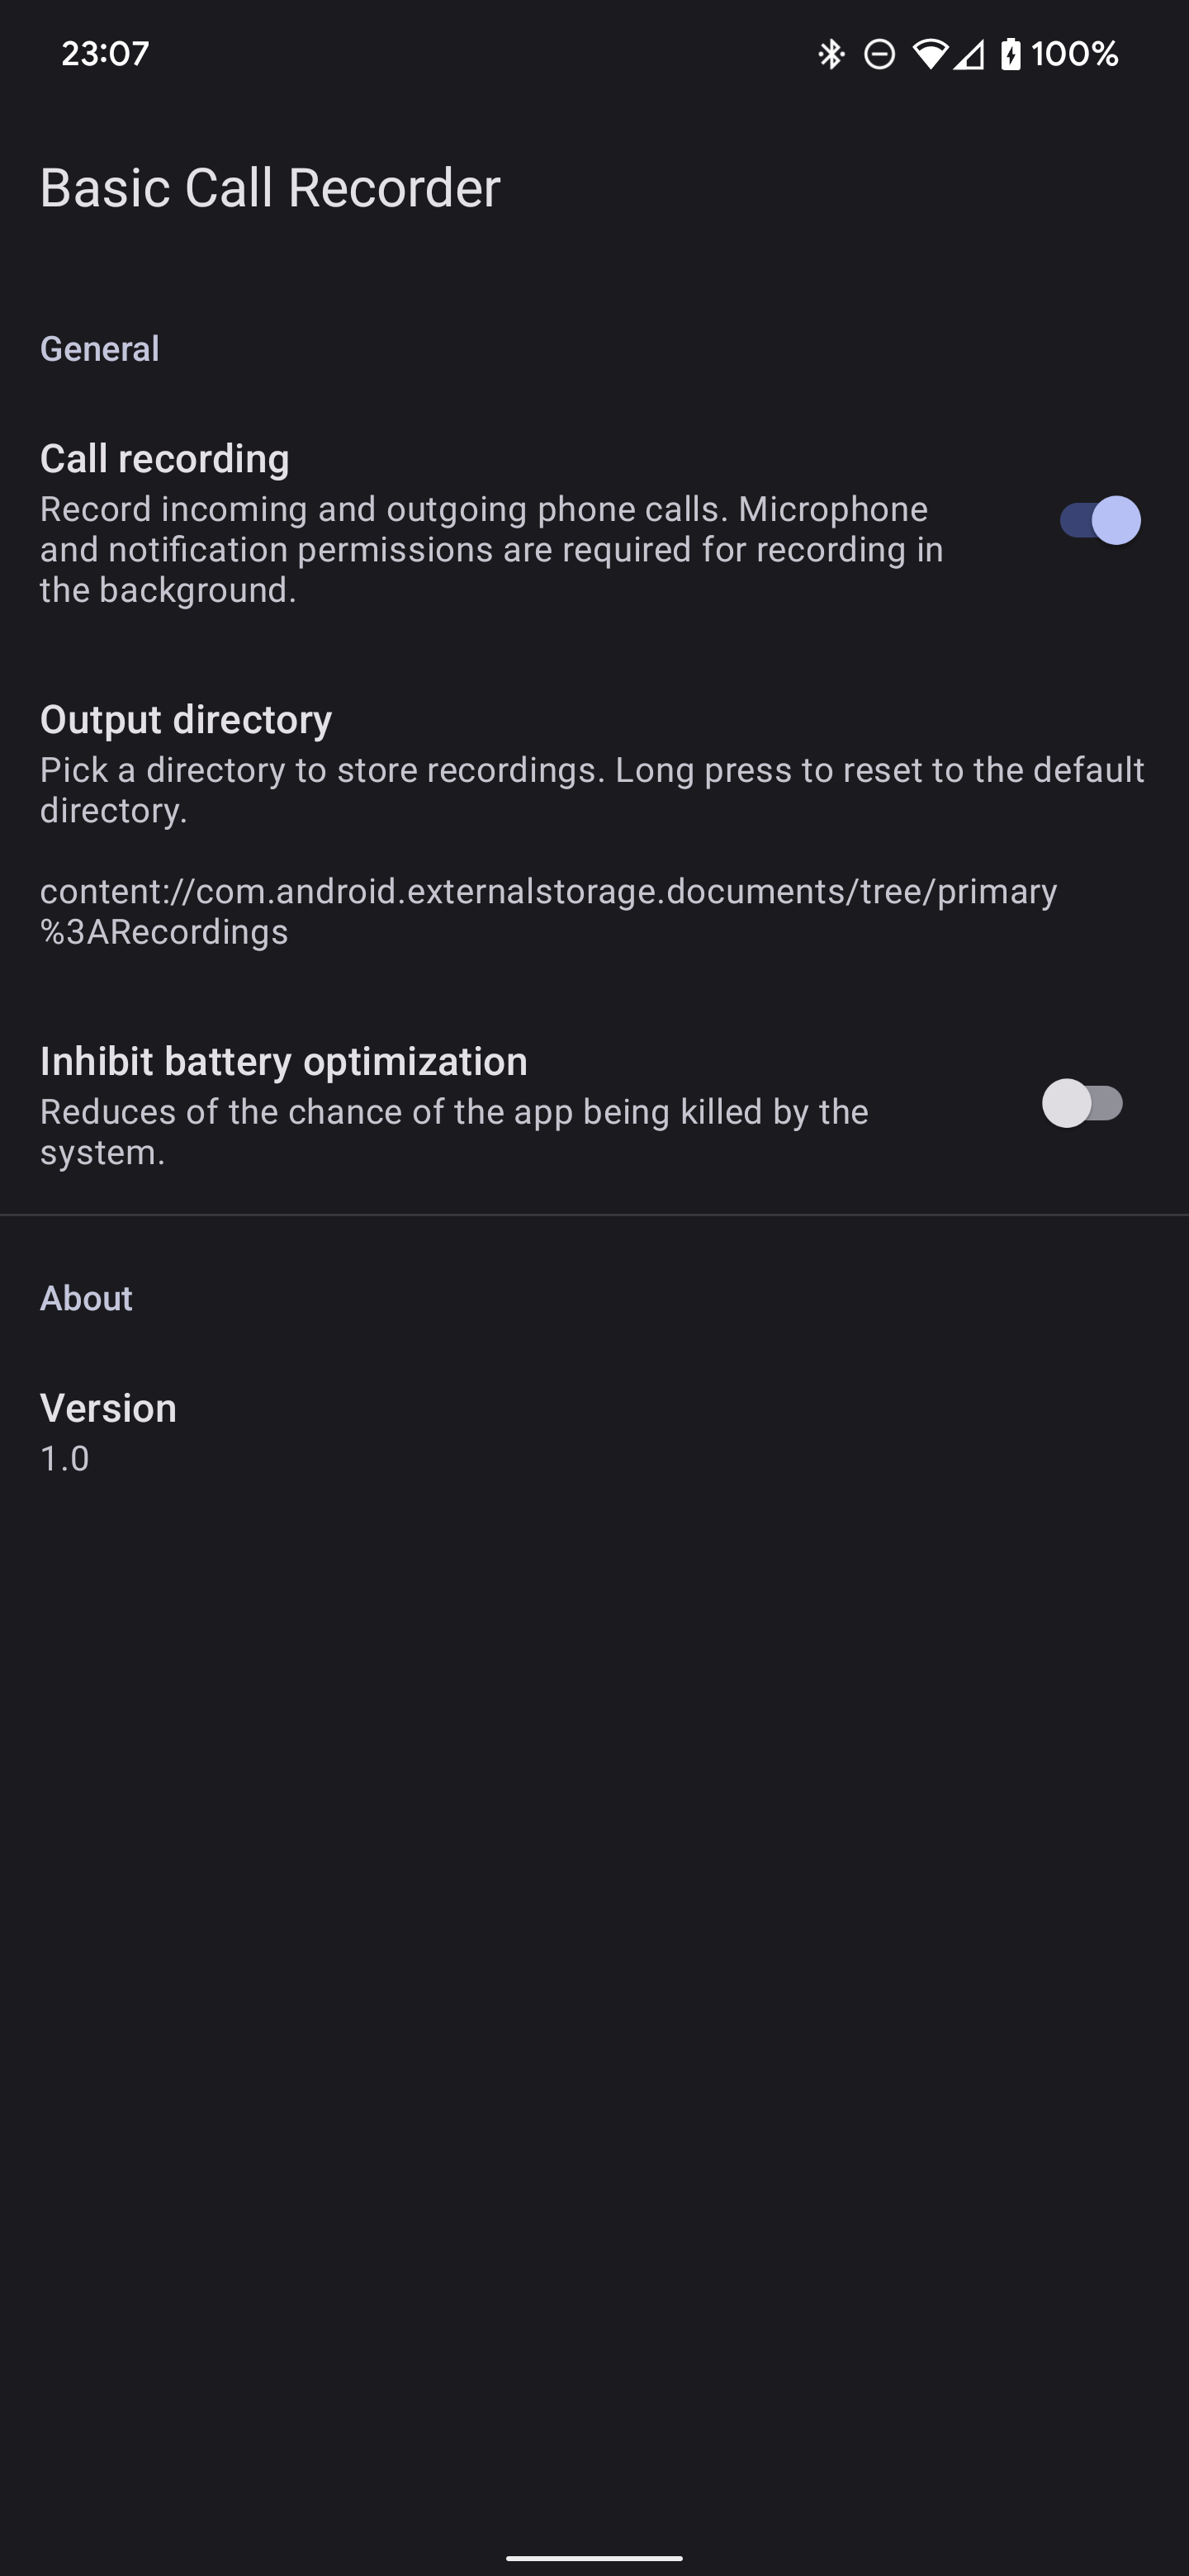 23:07
100%
Basic Call Recorder
General
Call recording
Record incoming and outgoing phone calls. Microphone
and notification permissions are required for recording in
the background.
Output directory
Pick a directory to store recordings. Long press to reset to the default
directory.
content://com.android.externalstorage.documents/tree/primary
%3ARecordings
Inhibit battery optimization
Reduces of the chance of the app being killed by the
system.
About
Version
1.0